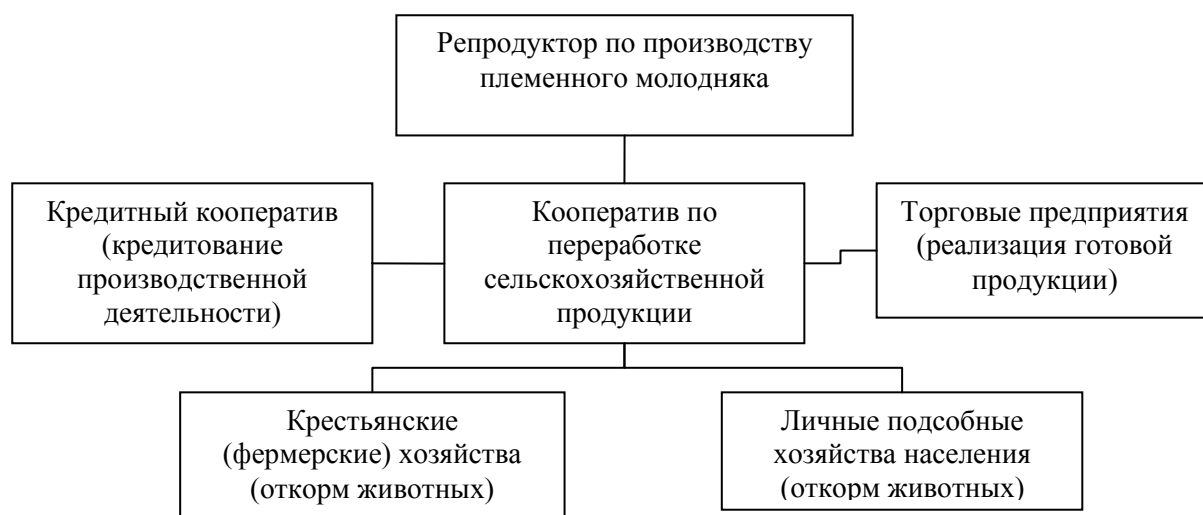 Репродуктор по производству
племенного молодняка
Кредитный кооператив
(кредитование
производственной
деятельности)
Кооператив по
переработке
сельскохозяйственной
продукции
Торговые предприятия
(реализация готовой
продукции)
Крестьянские
(фермерские) хозяйства
(откорм животных)
Личные подсобные
хозяйства населения
(откорм животных)